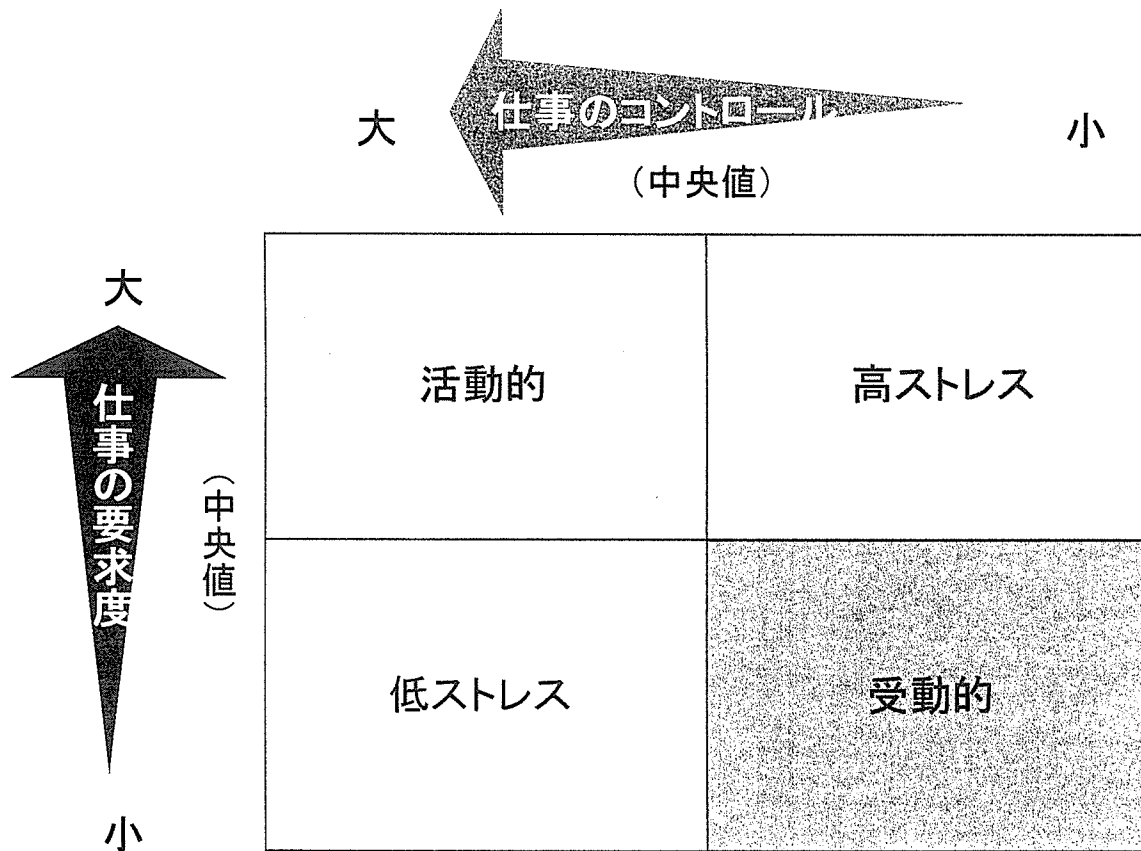 大
仕事のコントロール
小
（中央値）
大
仕事の要求度
（中央値）
小
活動的
高ストレス
低ストレス
受動的